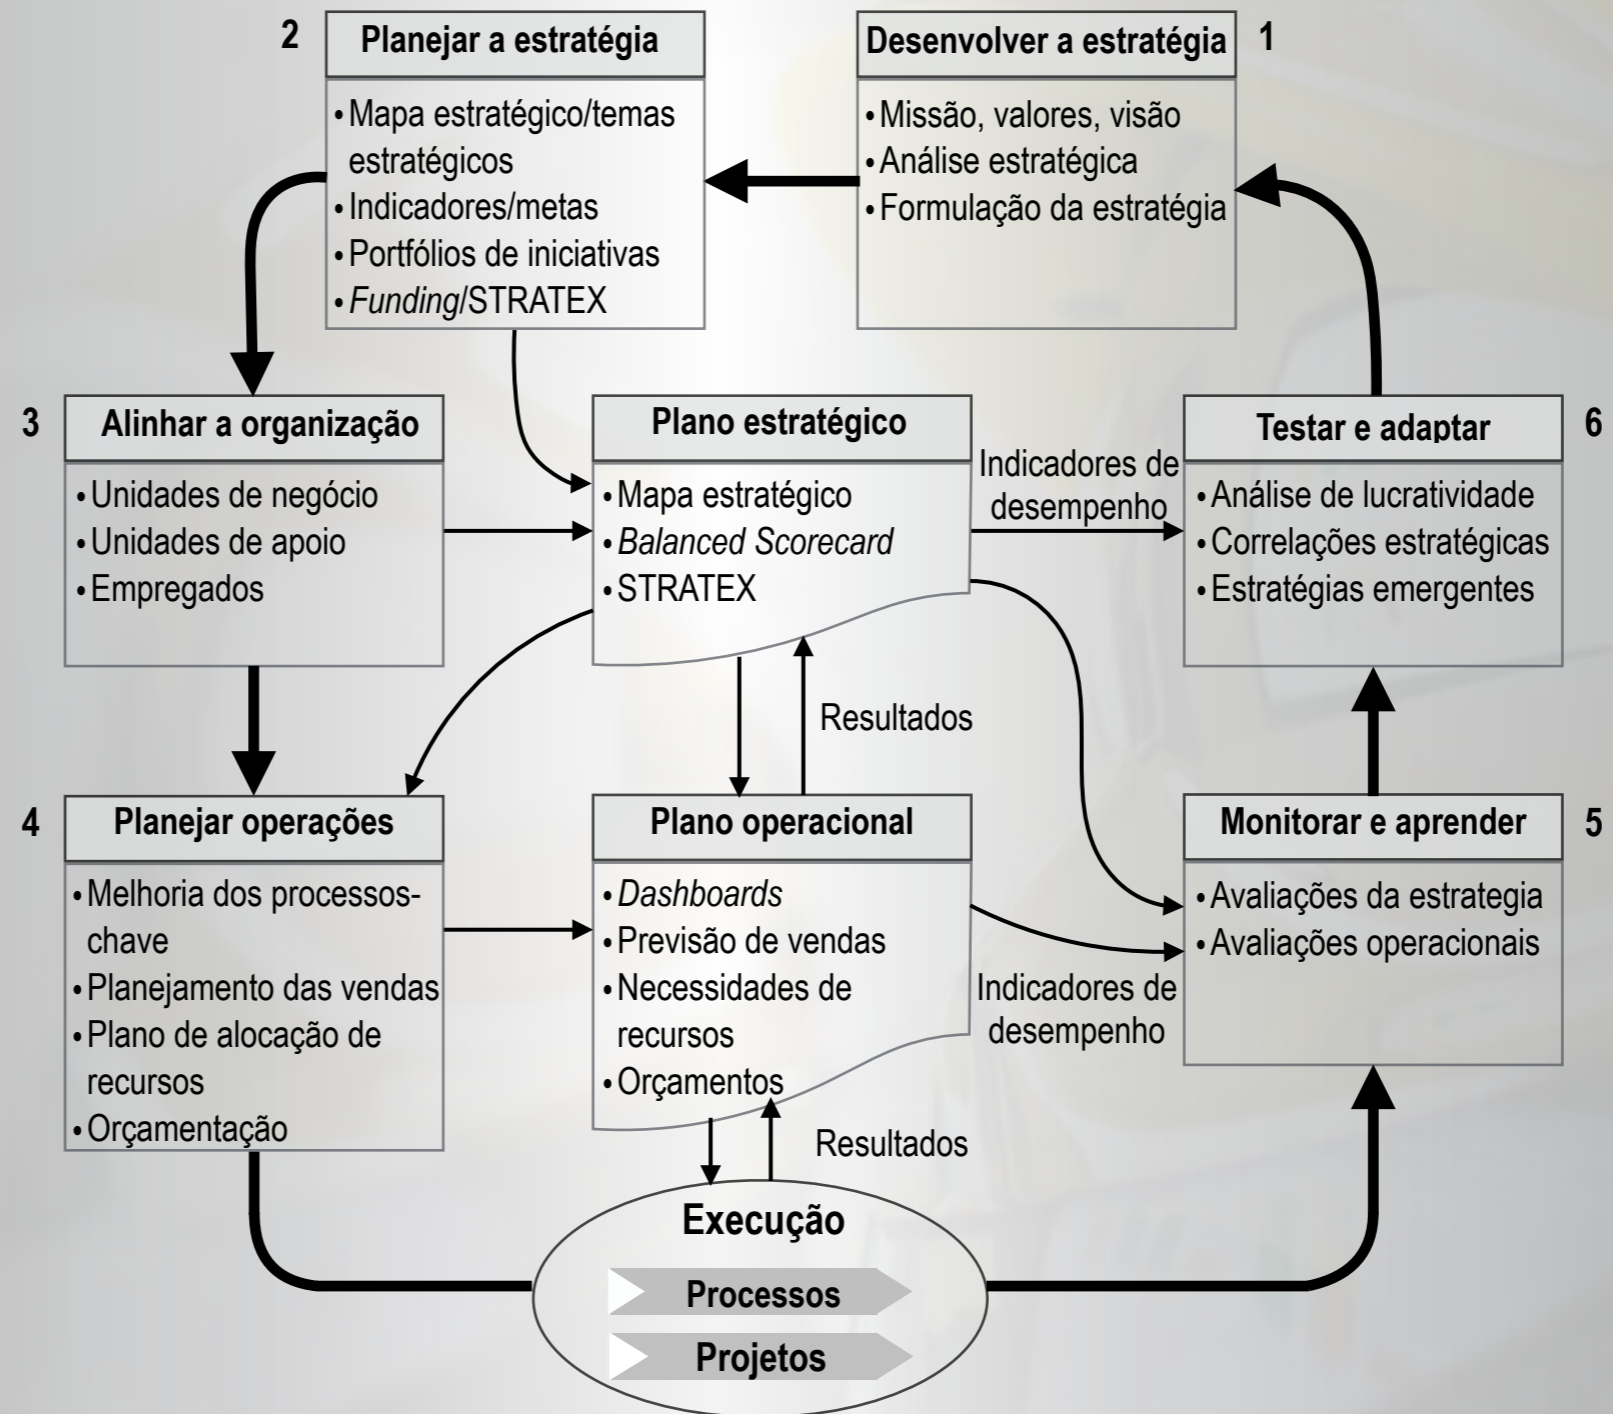 2
Planejar a estratégia
• Mapa estratégico/temas
estratégicos
• Indicadores/metas
• Portfólios de iniciativas
• Funding/STRATEX
Desenvolver a estratégia
1
• Missão, valores, visão
• Análise estratégica
• Formulação da estratégia
3
Alinhar a organização
• Unidades de negócio
• Unidades de apoio
• Empregados
Plano estratégico
• Mapa estratégico
• Balanced Scorecard
• STRATEX
Indicadores de
desempenho
Testar e adaptar
6
• Análise de lucratividade
• Correlações estratégicas
• Estratégias emergentes
Resultados
4
Planejar operações
• Melhoria dos processos-
chave
• Planejamento das vendas
• Plano de alocação de
recursos
• Orçamentação
Plano operacional
• Dashboards
• Previsão de vendas
• Necessidades de
recursos
• Orçamentos
Indicadores de
desempenho
Monitorar e aprender
5
• Avaliações da estrategia
• Avaliações operacionais
Resultados
Execução
Processos
Projetos